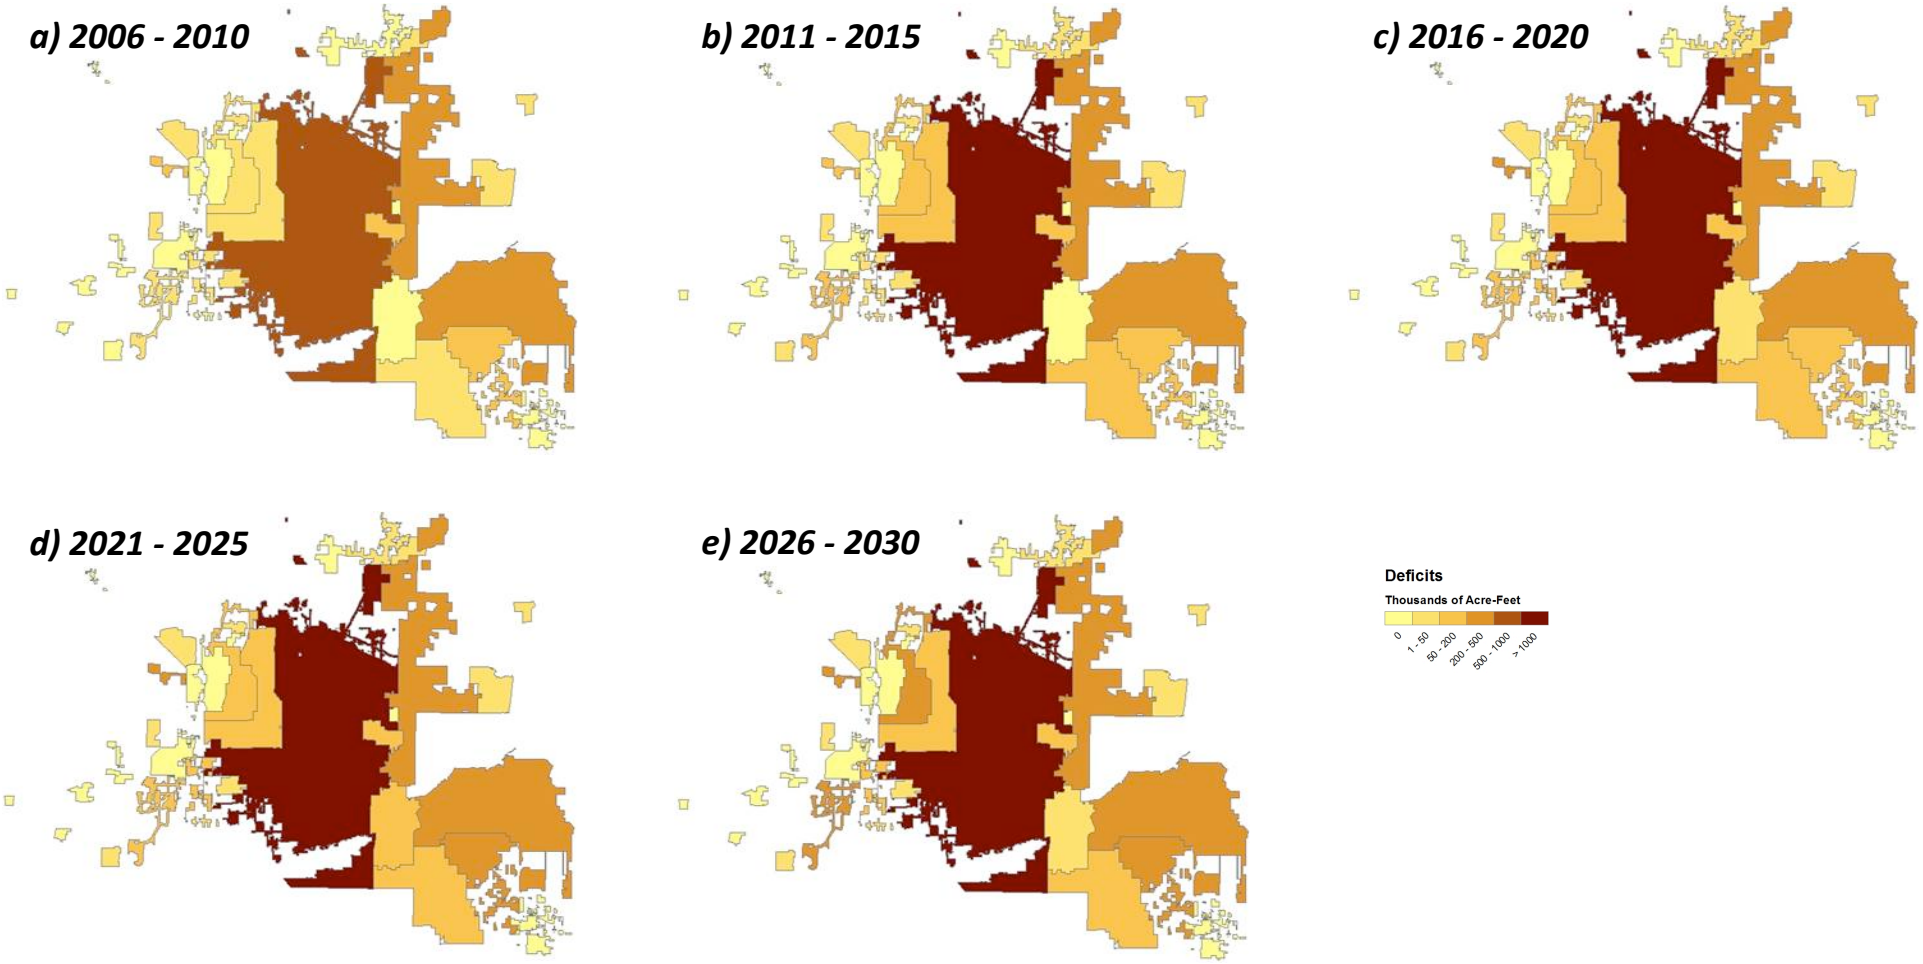 a) 2006 - 2010
b) 2011 - 2015
c) 2016 - 2020
d) 2021 - 2025
e) 2026 - 2030
Deficits
Thousands of Acre-Feet
0
1 - 50
50 - 200
200 - 500
500 - 1000
> 1000